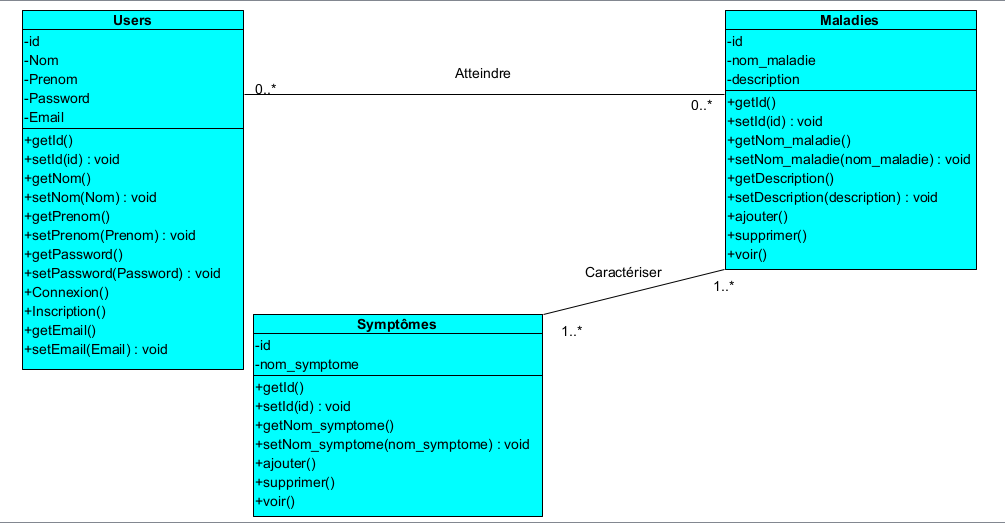 Users
-id
-Nom
-Prenom
-Password
-Email
+getId()
+setId(id) : void
+getNom()
+setNom(Nom) : void
+getPrenom()
+setPrenom(Prenom) : void
+getPassword()
+setPassword(Password) : void
+Connexion()
+Inscription()
+getEmail()
+setEmail(Email) : void
0..*
Atteindre
0..*
Maladies
-id
-nom_maladie
-description
+getId()
+setId(id) : void
+getNom_maladie()
+setNom_maladie(nom_maladie) : void
+getDescription()
+setDescription(description) : void
+ajouter()
+supprimer()
+voir()
Caractériser
1..*
1..*
Symptômes
-id
-nom_symptome
+getId()
+setId(id) : void
+getNom_symptome()
+setNom_symptome(nom_symptome) : void
+ajouter()
+supprimer()
+voir()